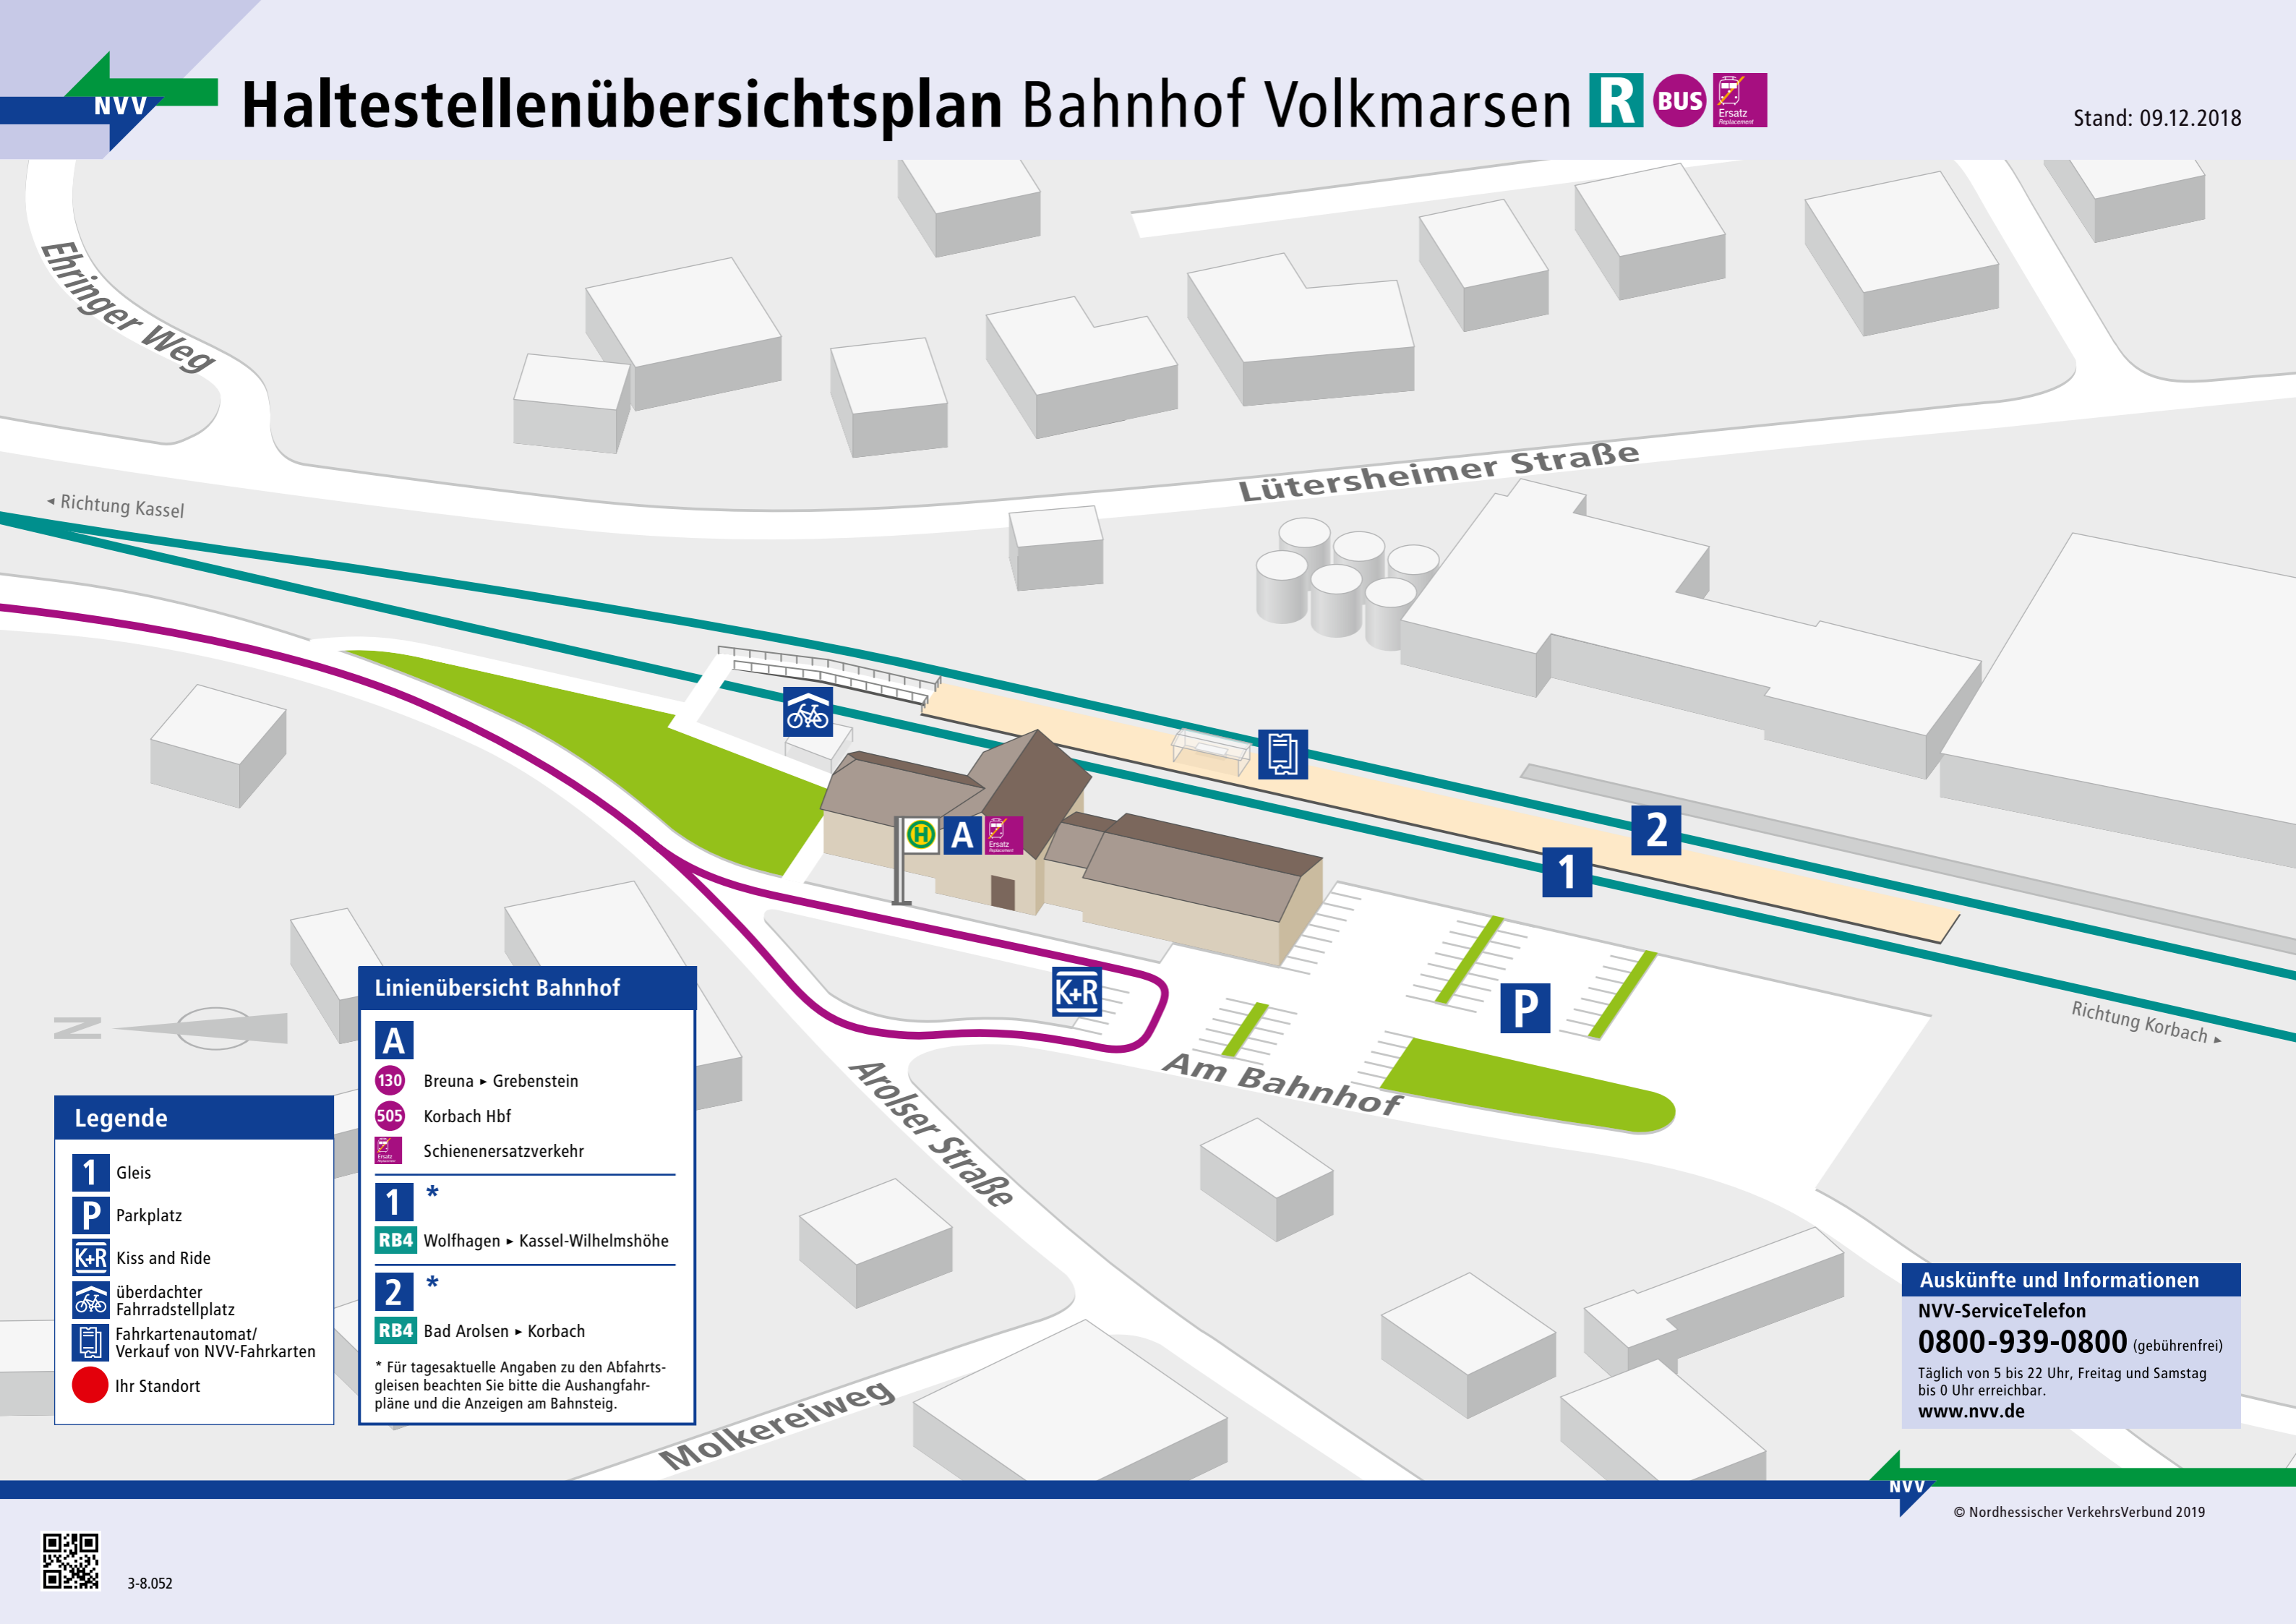 NVV
Haltestellenübersichtsplan Bahnhof Volkmarsen R BUS Ersatz Replacement
Stand: 09.12.2018
Ehringer Weg
◂ Richtung Kassel
Lütersheimer Straße
2
1
H A Ersatz Replacement
K+R
P
Richtung Korbach ▸
Am Bahnhof
Arolser Straße
Molkereiweg
N
Legende
1 Gleis
P Parkplatz
K+R Kiss and Ride
überdachter
Fahrradstellplatz
Fahrkartenautomat/
Verkauf von NVV-Fahrkarten
Ihr Standort
Linienübersicht Bahnhof
A
130 Breuna ▸ Grebenstein
505 Korbach Hbf
Ersatz Replacement Schienenersatzverkehr
1 *
RB4 Wolfhagen ▸ Kassel-Wilhelmshöhe
2 *
RB4 Bad Arolsen ▸ Korbach
* Für tagesaktuelle Angaben zu den Abfahrts-
gleisen beachten Sie bitte die Aushangfahr-
pläne und die Anzeigen am Bahnsteig.
Auskünfte und Informationen
NVV-ServiceTelefon
0800-939-0800 (gebührenfrei)
Täglich von 5 bis 22 Uhr, Freitag und Samstag
bis 0 Uhr erreichbar.
www.nvv.de
NVV
© Nordhessischer VerkehrsVerbund 2019
3-8.052